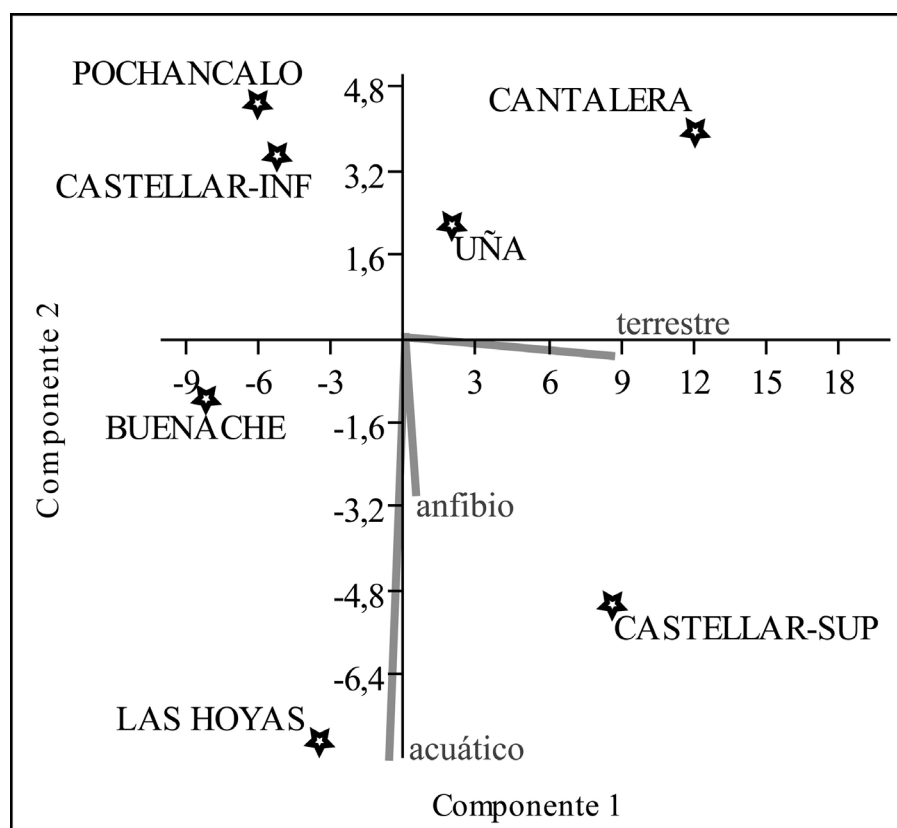 POCHANCALO
4,8
CANTALERA
CASTELLAR-INF
3,2
UÑA
1,6
terrestre
-9 -6 -3 3 6 9 12 15 18
BUENACHE
-1,6
Componente 2
anfibio
-3,2
-4,8
CASTELLAR-SUP
-6,4
LAS HOYAS
acuático
Componente 1